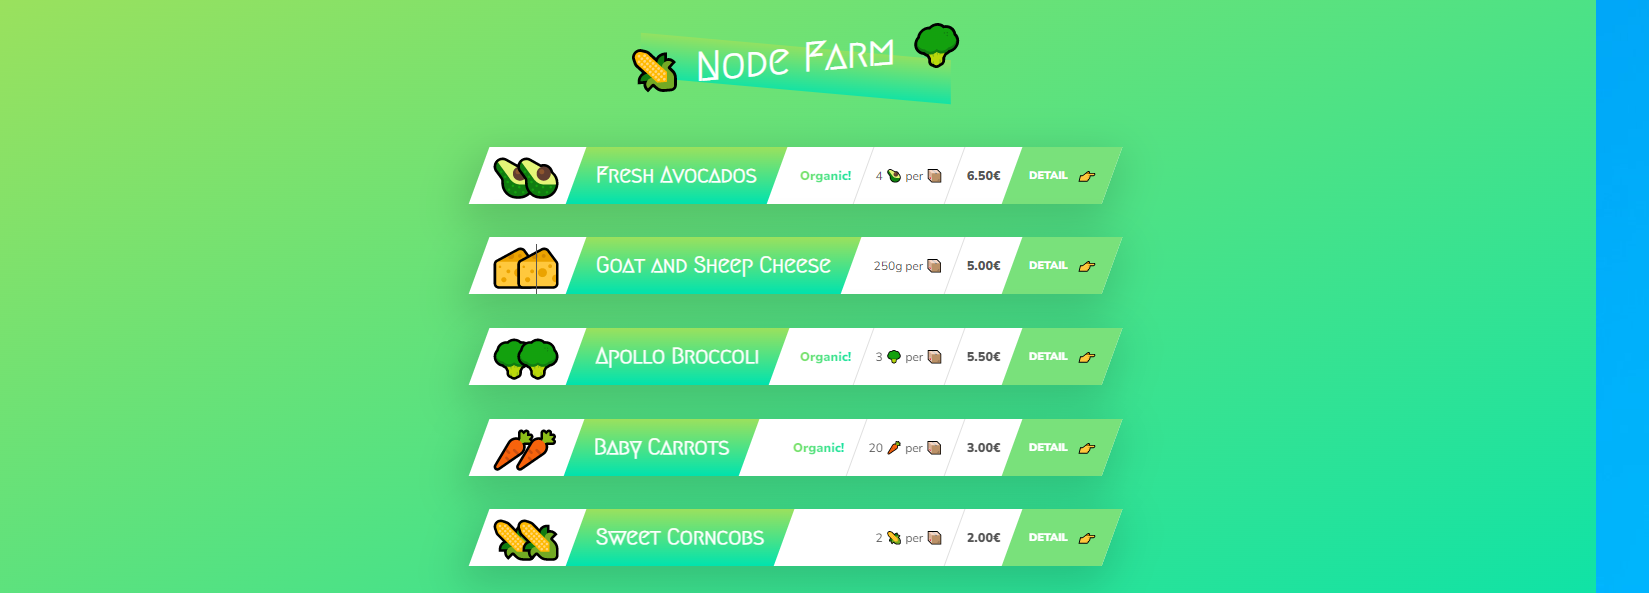 Node Farm
Fresh Avocados Organic! 4 🥑 per 📦 6.50€ DETAIL 👉
Goat and Sheep Cheese 250g per 📦 5.00€ DETAIL 👉
Apollo Broccoli Organic! 3 🥦 per 📦 5.50€ DETAIL 👉
Baby Carrots Organic! 20 🥕 per 📦 3.00€ DETAIL 👉
Sweet Corncobs 2 🌽 per 📦 2.00€ DETAIL 👉